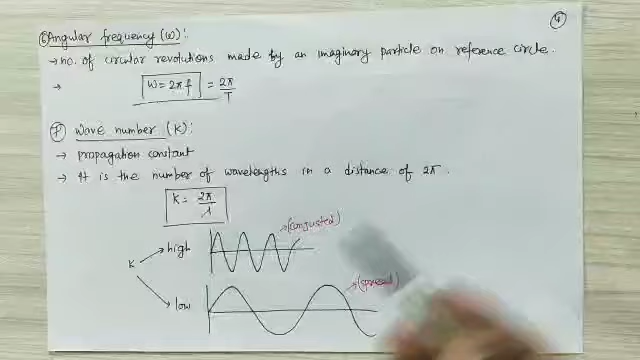 4
⑥ Angular frequency (ω):
→ no. of circular revolutions made by an imaginary particle on reference circle.
→ ω = 2πf = 2π/T
⑦ Wave number (K):
→ propagation constant
→ It is the number of wavelengths in a distance of 2π.
K = 2π/λ
K → high → (congusted)
→ low → (spread)